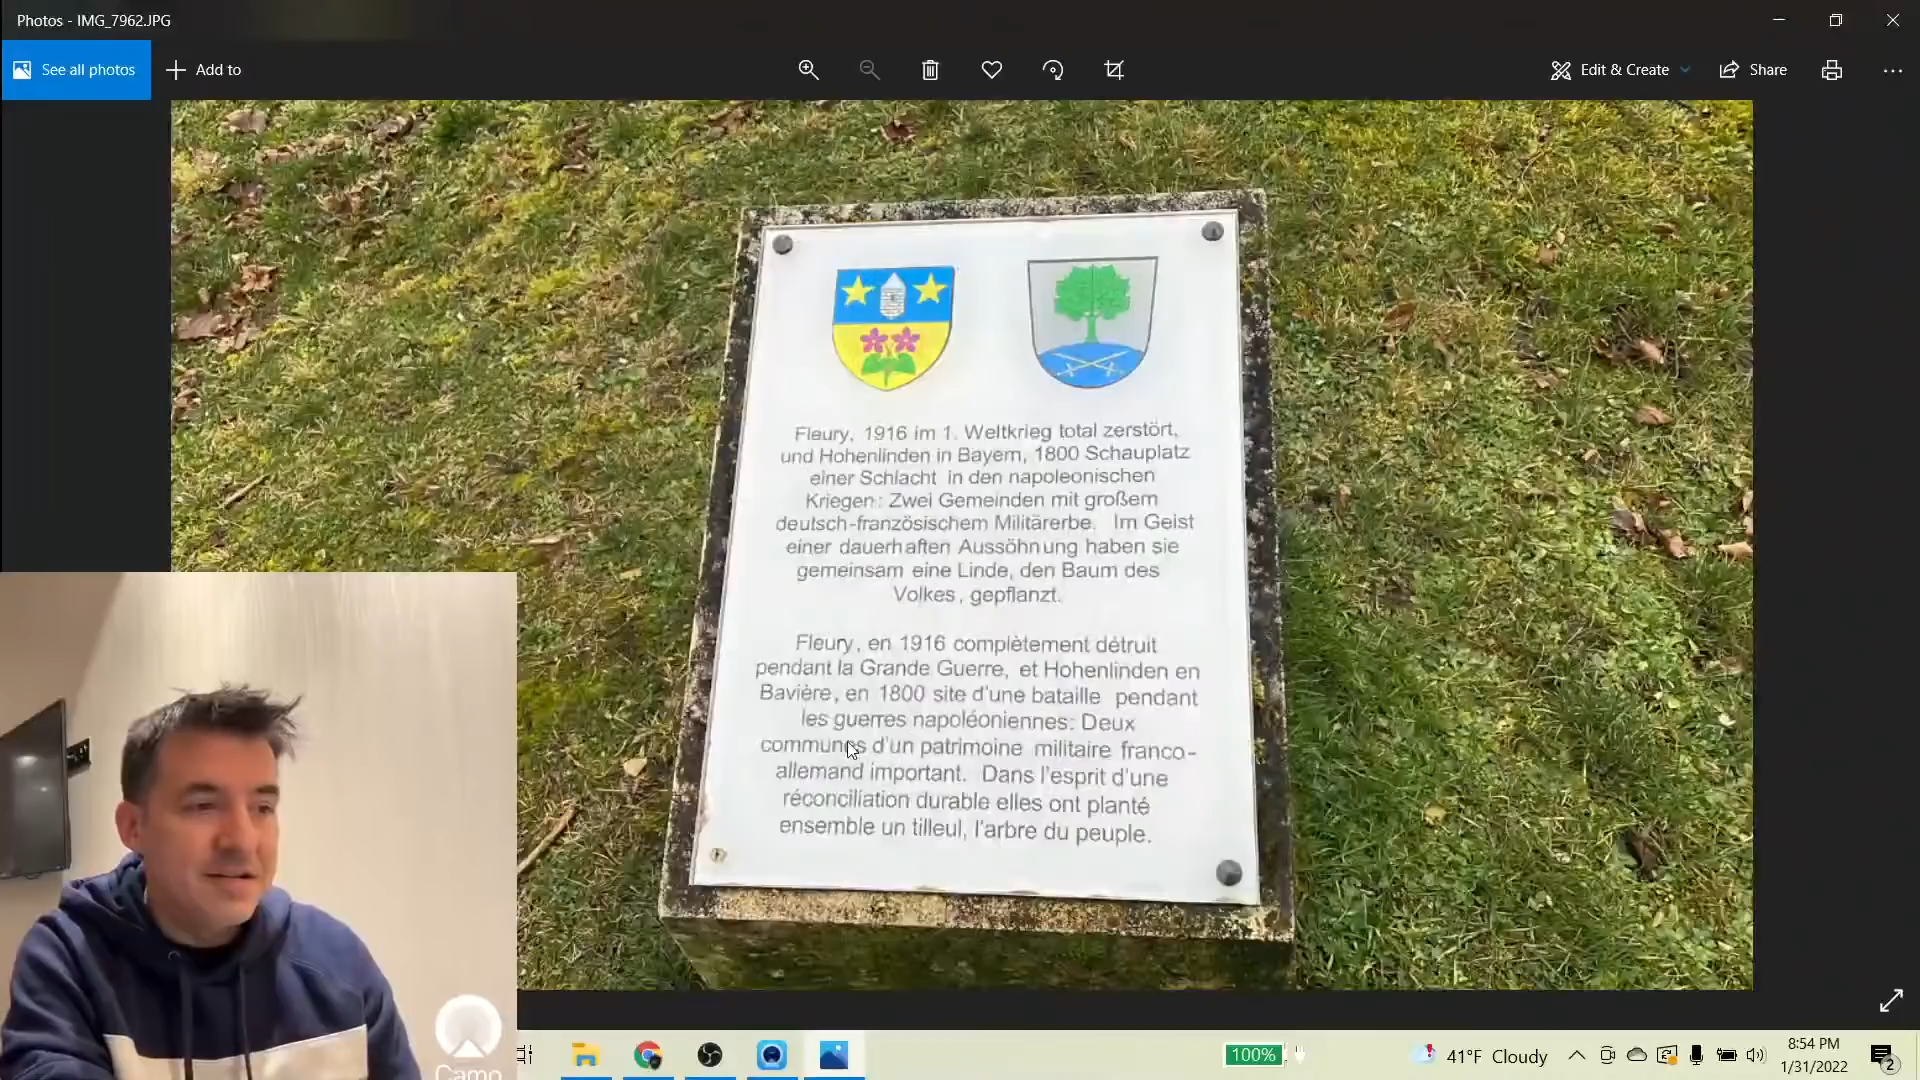 Photos - IMG_7962.JPG
See all photos
Add to
Edit & Create
Share
Fleury, 1916 im 1. Weltkrieg total zerstört,
und Hohenlinden in Bayern, 1800 Schauplatz
einer Schlacht in den napoleonischen
Kriegen: Zwei Gemeinden mit großem
deutsch-französischem Militärerbe. Im Geist
einer dauerhaften Aussöhnung haben sie
gemeinsam eine Linde, den Baum des
Volkes, gepflanzt.
Fleury, en 1916 complètement détruit
pendant la Grande Guerre, et Hohenlinden en
Bavière, en 1800 site d'une bataille pendant
les guerres napoléoniennes: Deux
communes d'un patrimoine militaire franco-
allemand important. Dans l'esprit d'une
réconciliation durable elles ont planté
ensemble un tilleul, l'arbre du peuple.
Camo
100%
41°F Cloudy
8:54 PM
1/31/2022
2